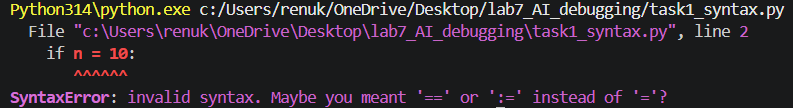 Python314\python.exe c:/Users/renuk/OneDrive/Desktop/lab7_AI_debugging/task1_syntax.py
File "c:\Users\renuk\OneDrive\Desktop\lab7_AI_debugging\task1_syntax.py", line 2
if n = 10:
^^^^^^
SyntaxError: invalid syntax. Maybe you meant '==' or ':=' instead of '='?